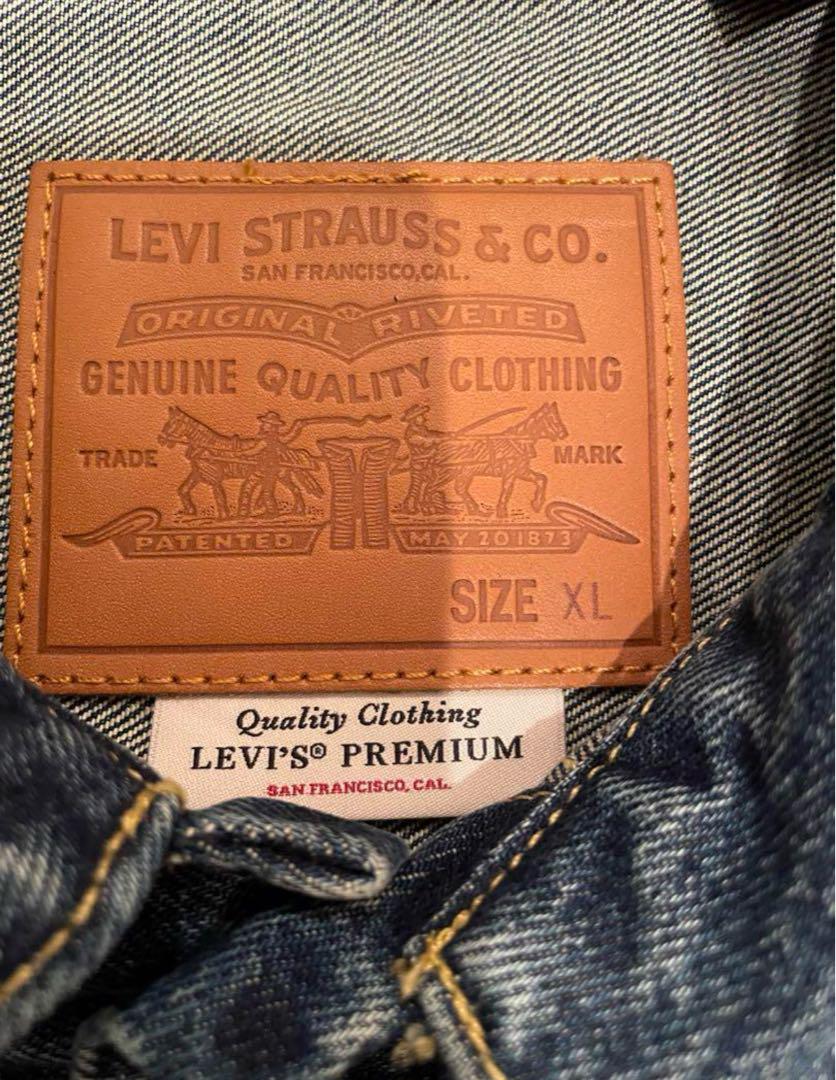 LEVI STRAUSS & CO.
SAN FRANCISCO, CAL.
ORIGINAL RIVETED
GENUINE QUALITY CLOTHING
TRADE MARK
PATENTED MAY 20 1873
SIZE XL
Quality Clothing
LEVI'S® PREMIUM
SAN FRANCISCO, CAL.